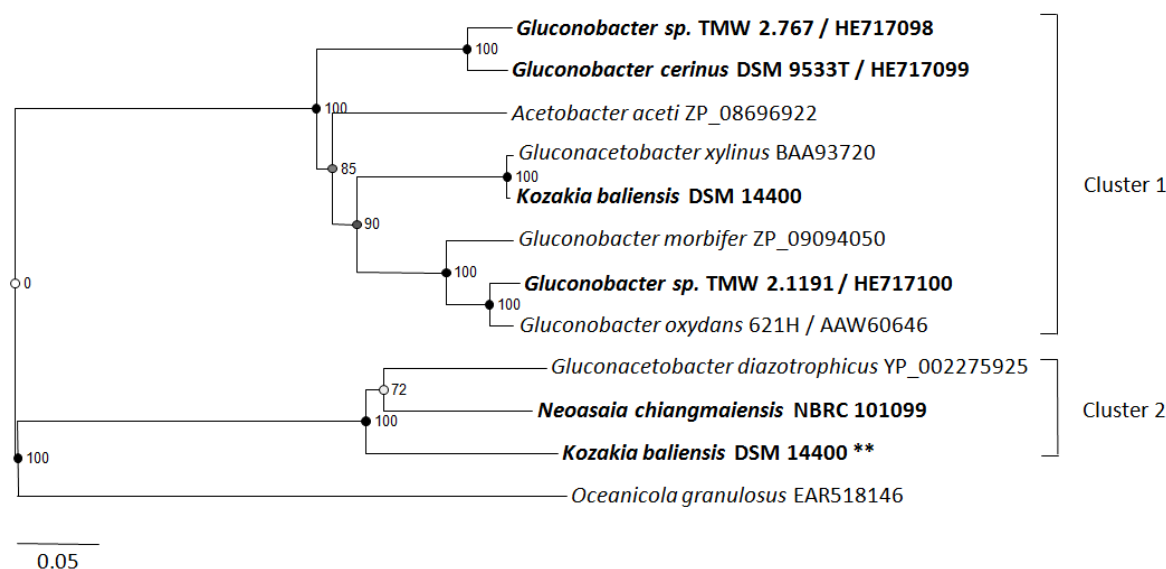 Gluconobacter sp. TMW 2.767 / HE717098
100
Gluconobacter cerinus DSM 9533T / HE717099
100
Acetobacter aceti ZP_08696922
Gluconacetobacter xylinus BAA93720
85
100
Cluster 1
Kozakia baliensis DSM 14400
90
Gluconobacter morbifer ZP_09094050
100
Gluconobacter sp. TMW 2.1191 / HE717100
0
100
Gluconobacter oxydans 621H / AAW60646
Gluconacetobacter diazotrophicus YP_002275925
72
Neoasaia chiangmaiensis NBRC 101099
Cluster 2
100
Kozakia baliensis DSM 14400 **
100
Oceanicola granulosus EAR518146
0.05